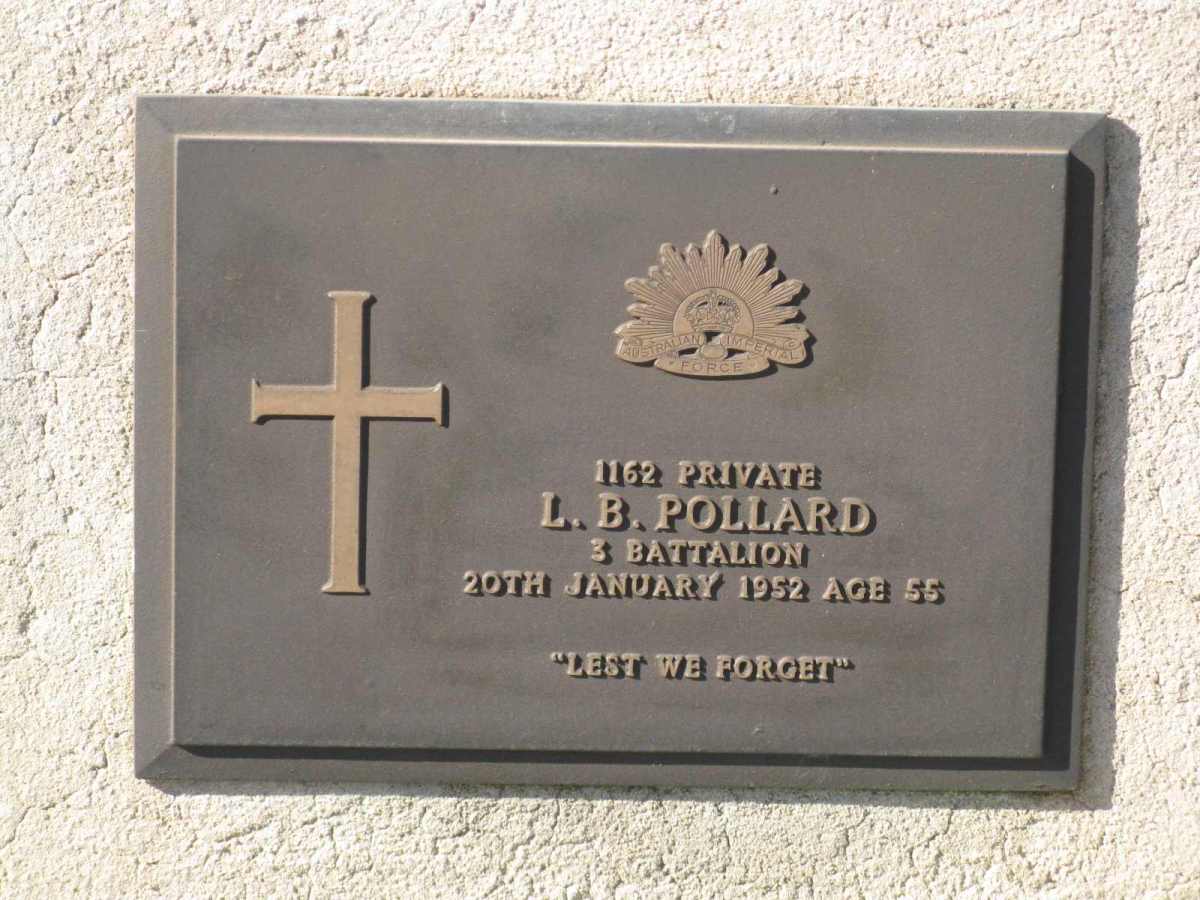 AUSTRALIAN IMPERIAL
FORCE
1162 PRIVATE
L. B. POLLARD
3 BATTALION
20TH JANUARY 1952 AGE 55
"LEST WE FORGET"